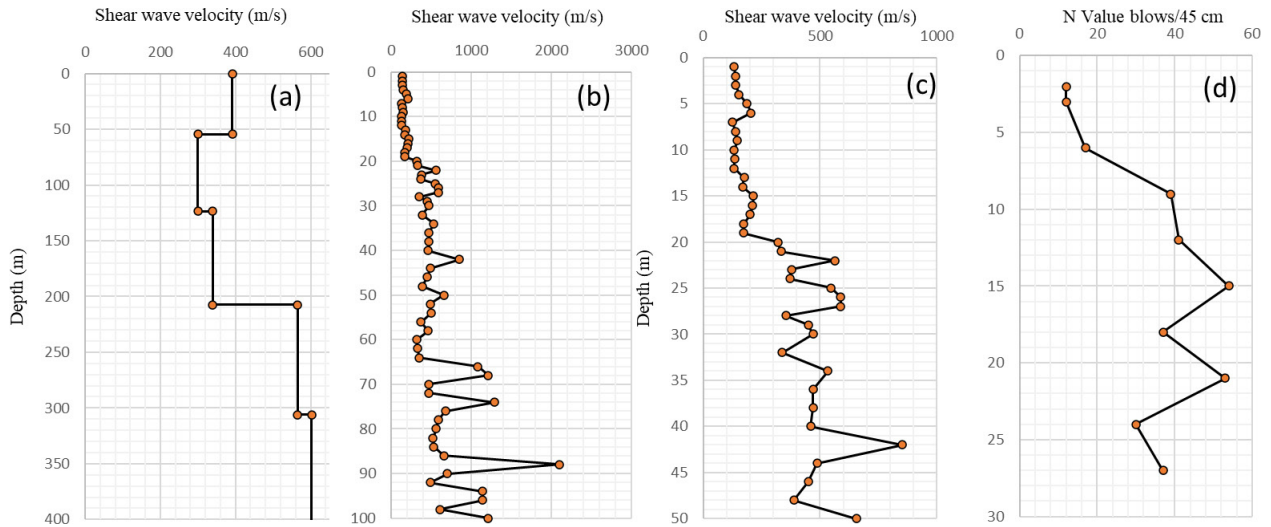 Shear wave velocity (m/s)
0 200 400 600
0
50
100
150
200
250
300
350
400
Depth (m)
(a)
Shear wave velocity (m/s)
0 1000 2000 3000
0
10
20
30
40
50
60
70
80
90
100
(b)
Shear wave velocity (m/s)
0 500 1000
0
5
10
15
20
25
30
35
40
45
50
Depth (m)
(c)
N Value blows/45 cm
0 20 40 60
0
5
10
15
20
25
30
(d)